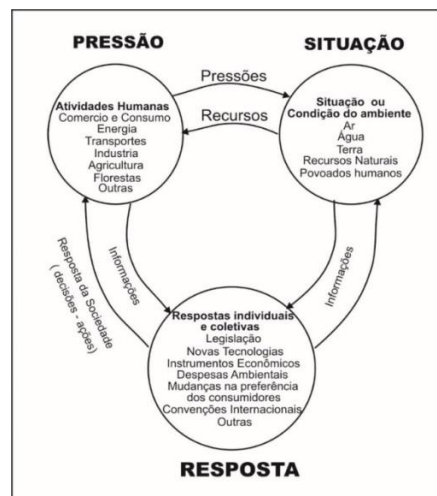 PRESSÃO
SITUAÇÃO
Pressões
Recursos
Atividades Humanas
Comercio e Consumo
Energia
Transportes
Industria
Agricultura
Florestas
Outras
Situação ou
Condição do ambiente
Ar
Água
Terra
Recursos Naturais
Povoados humanos
Resposta da Sociedade
( decisões - ações)
Informações
Informações
Respostas individuais
e coletivas
Legislação
Novas Tecnologias
Instrumentos Econômicos
Despesas Ambientais
Mudanças na preferência
dos consumidores
Convenções Internacionais
Outras
RESPOSTA